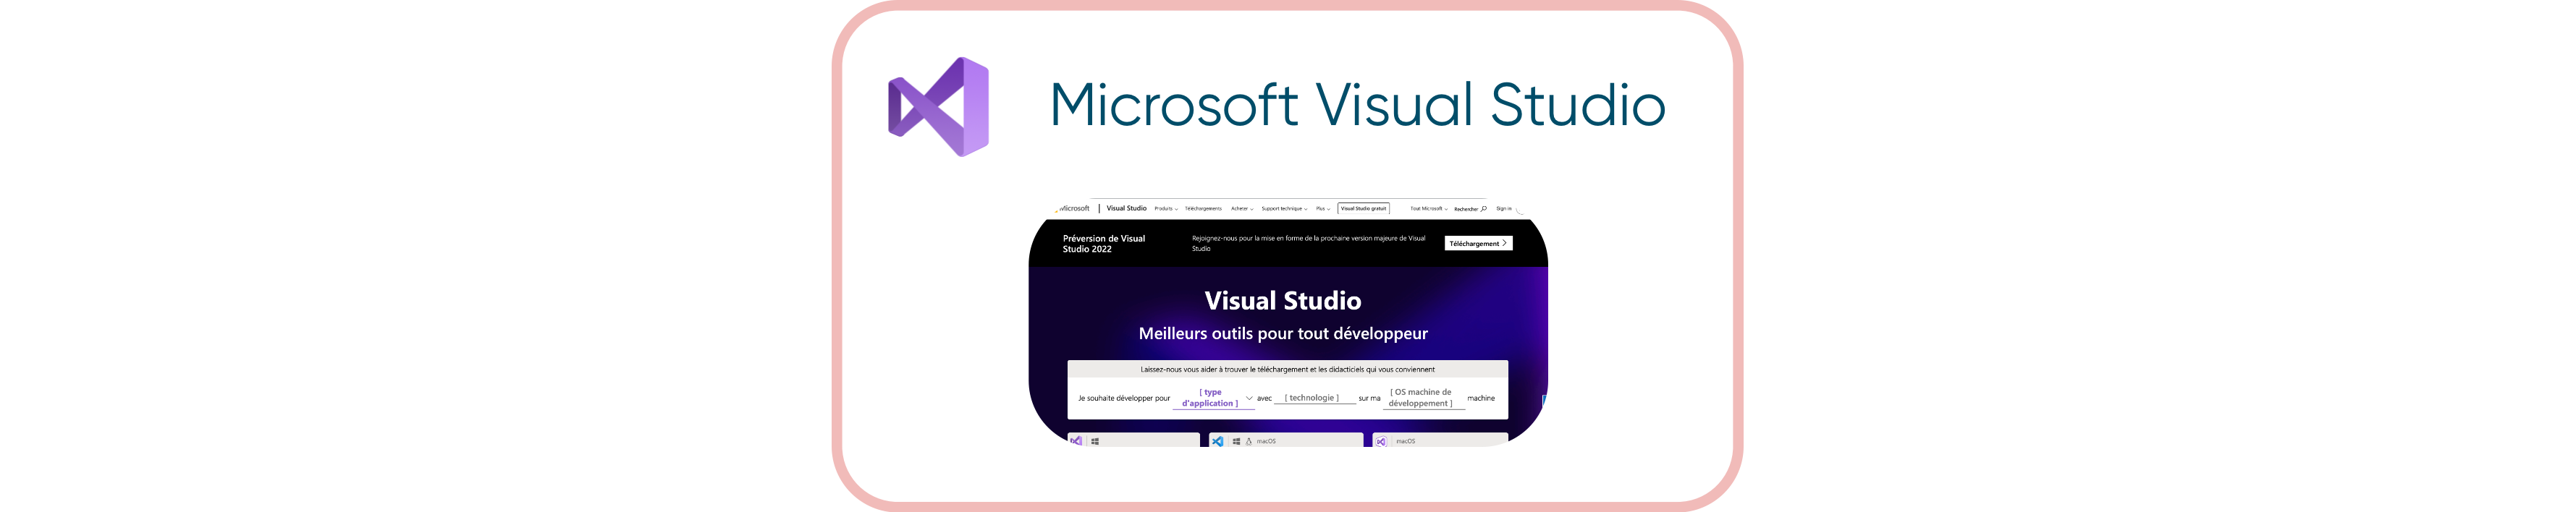 Microsoft Visual Studio
Microsoft | Visual Studio Produits Téléchargements Acheter Support technique Plus Visual Studio gratuit Tout Microsoft Rechercher Sign in
Préversion de Visual Studio 2022
Rejoignez-nous pour la mise en forme de la prochaine version majeure de Visual Studio
Téléchargement
Visual Studio
Meilleurs outils pour tout développeur
Laissez-nous vous aider à trouver le téléchargement et les didacticiels qui vous conviennent
Je souhaite développer pour [ type d'application ] avec [ technologie ] sur ma [ OS machine de développement ] machine
macOS
macOS